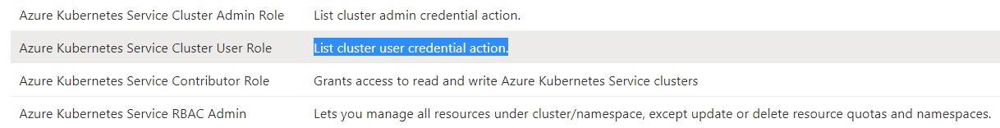 Azure Kubernetes Service Cluster Admin Role List cluster admin credential action.
Azure Kubernetes Service Cluster User Role List cluster user credential action.
Azure Kubernetes Service Contributor Role Grants access to read and write Azure Kubernetes Service clusters
Azure Kubernetes Service RBAC Admin Lets you manage all resources under cluster/namespace, except update or delete resource quotas and namespaces.